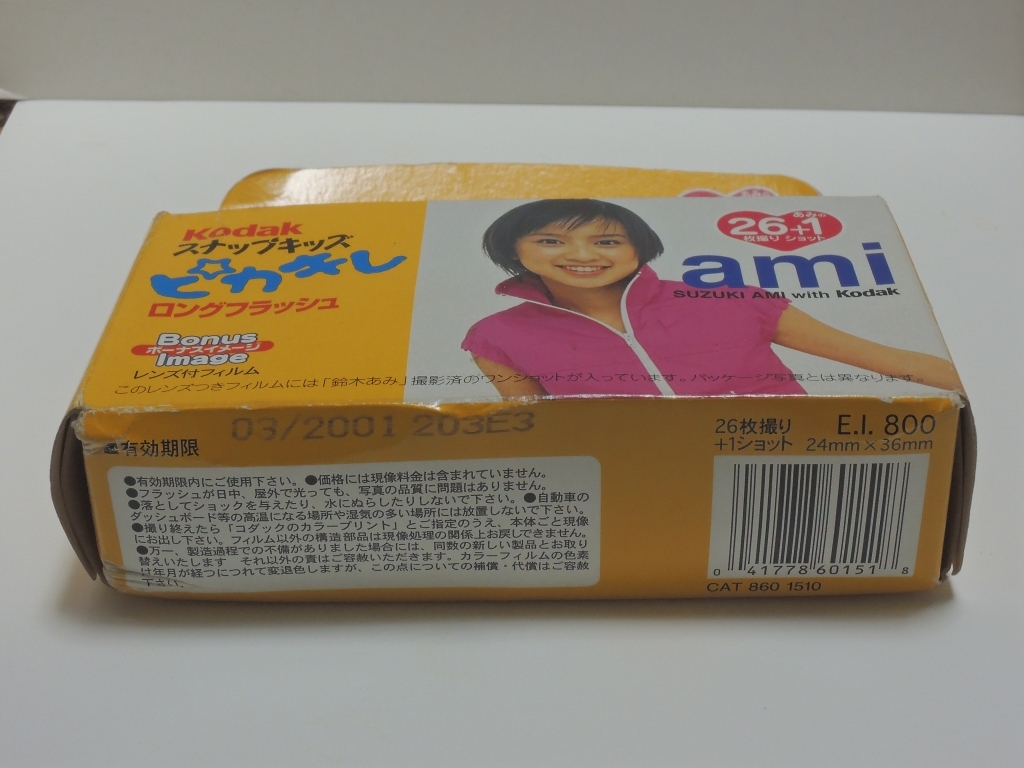 Kodak
スナップキッズ
ピカイチレ
ロングフラッシュ
Bonus
ボーナスイメージ
Image
レンズ付フィルム
あみの
26+1
枚撮り ショット
ami
SUZUKI AMI with Kodak
このレンズつきフィルムには「鈴木あみ」撮影済のワンショットが入っています。パッケージ写真とは異なります。
有効期限
03/2001 203E3
●有効期限内にご使用下さい。●価格には現像料金は含まれていません。
●フラッシュが日中、屋外で光っても、写真の品質に問題はありません。
●落としてショックを与えたり、水にぬらしたりしないで下さい。●自動車の
ダッシュボード等の高温になる場所や湿気の多い場所には放置しないで下さい。
●撮り終えたら「コダックのカラープリント」とご指定のうえ、本体ごと現像
にお出し下さい。フィルム以外の構造部品は現像処理の関係上お戻しできません。
●万一、製造過程での不備がありました場合には、同数の新しい製品とお取り
替えいたします それ以外の責はご容赦いただきます。カラーフィルムの色素
は年月が経つにつれて変退色しますが、この点についての補償・代償はご容赦
下さい。
26枚撮り
+1ショット
E.I. 800
24mm×36mm
0 41778 60151 8
CAT 860 1510